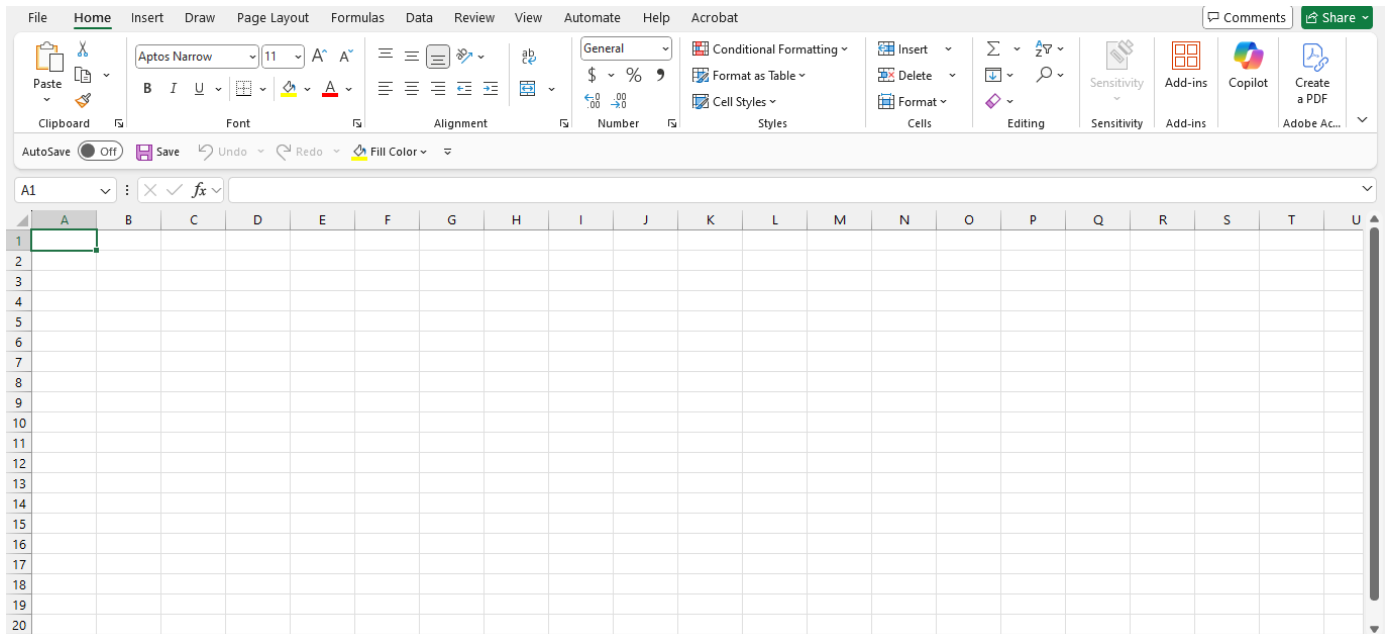 File Home Insert Draw Page Layout Formulas Data Review View Automate Help Acrobat Comments Share
Paste
Clipboard
Aptos Narrow 11
B I U A
Font
ab
Alignment
General
$ % 9
Number
Conditional Formatting
Format as Table
Cell Styles
Styles
Insert
Delete
Format
Cells
Editing
Sensitivity
Sensitivity
Add-ins
Add-ins
Copilot
Create
a PDF
Adobe Ac...
AutoSave Off Save Undo Redo Fill Color
A1 fx
A B C D E F G H I J K L M N O P Q R S T U
1
2
3
4
5
6
7
8
9
10
11
12
13
14
15
16
17
18
19
20